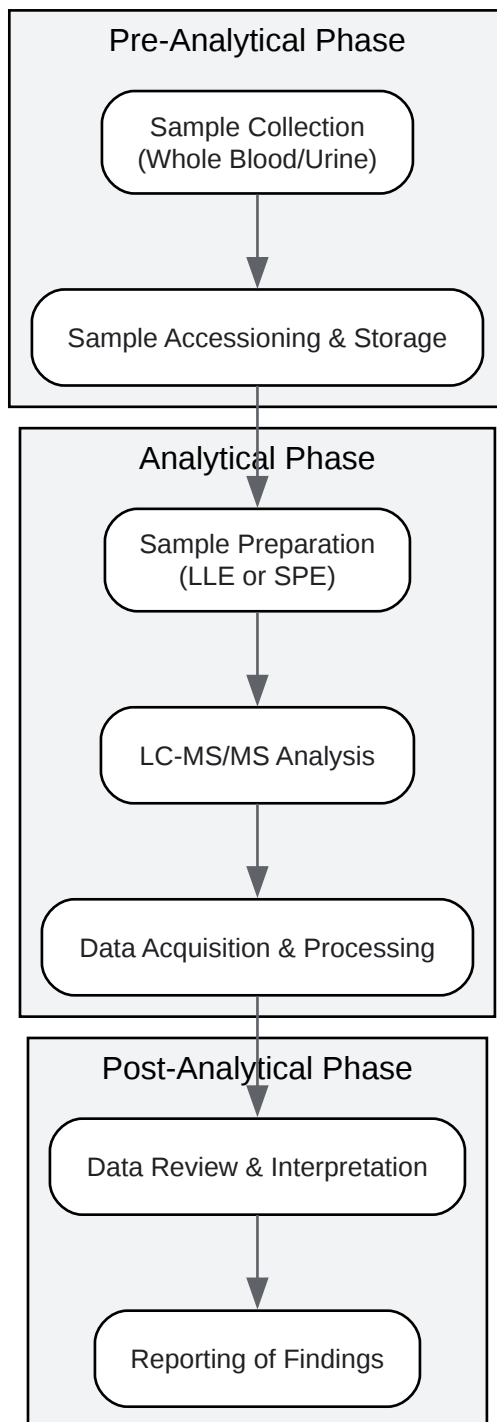 Pre-Analytical Phase
Sample Collection
(Whole Blood/Urine)
Sample Accessioning & Storage
Analytical Phase
Sample Preparation
(LLE or SPE)
LC-MS/MS Analysis
Data Acquisition & Processing
Post-Analytical Phase
Data Review & Interpretation
Reporting of Findings